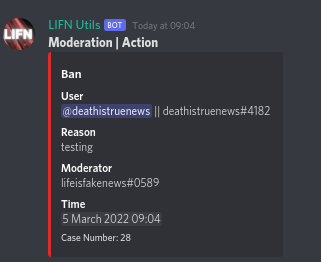 LIFN
LIFN Utils BOT Today at 09:04
Moderation | Action
Ban
User
@deathistruenews || deathistruenews#4182
Reason
testing
Moderator
lifeisfakenews#0589
Time
5 March 2022 09:04
Case Number: 28